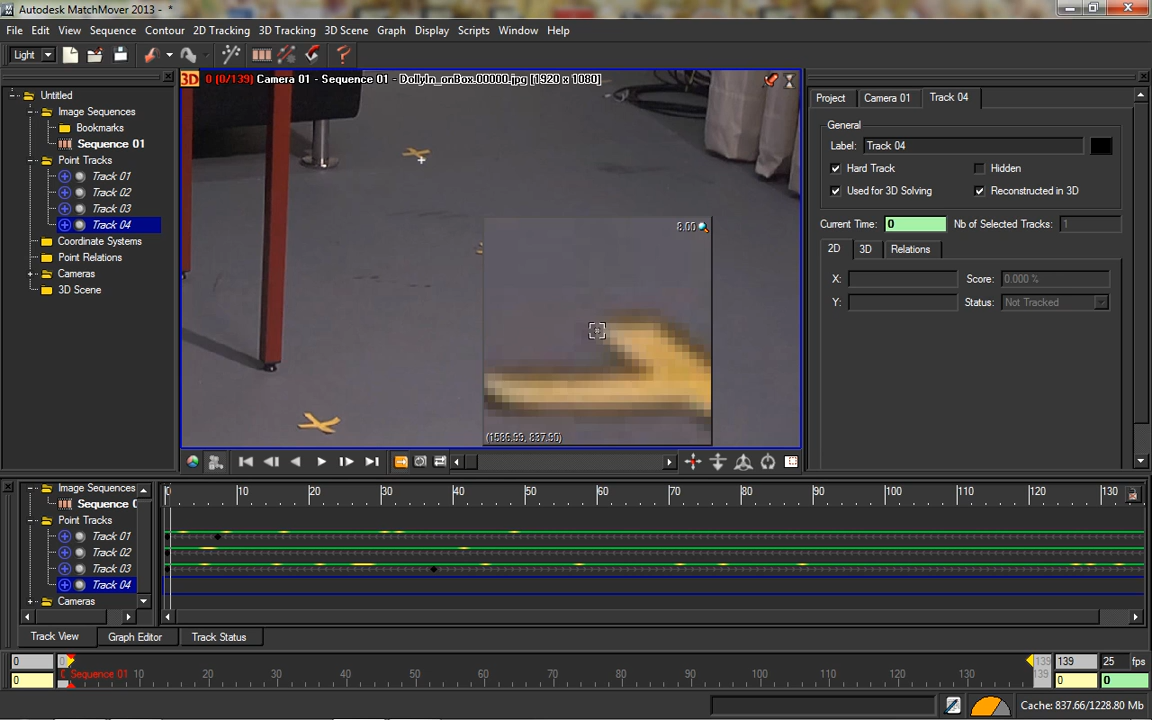 Autodesk MatchMover 2013 - *
File Edit View Sequence Contour 2D Tracking 3D Tracking 3D Scene Graph Display Scripts Window Help
Light
3D 0 (0/139) Camera 01 - Sequence 01 - DollyIn_onBox.00000.jpg [1920 x 1080]
Untitled
Image Sequences
Bookmarks
Sequence 01
Point Tracks
Track 01
Track 02
Track 03
Track 04
Coordinate Systems
Point Relations
Cameras
3D Scene
8.00
Project Camera 01 Track 04
General
Label: Track 04
Hard Track Hidden
Used for 3D Solving Reconstructed in 3D
Current Time: 0 Nb of Selected Tracks: 1
2D 3D Relations
X: Score: 0.000 %
Y: Status: Not Tracked
Image Sequences
Sequence 0
Point Tracks
Track 01
Track 02
Track 03
Track 04
Cameras
0 10 20 30 40 50 60 70 80 90 100 110 120 130
Track View Graph Editor Track Status
0 0 139 139 25 fps
Sequence 01 10 20 30 40 50 60 70 80 90 100 110 120 130 139
0 0 0
Cache: 837.66/1228.80 Mb